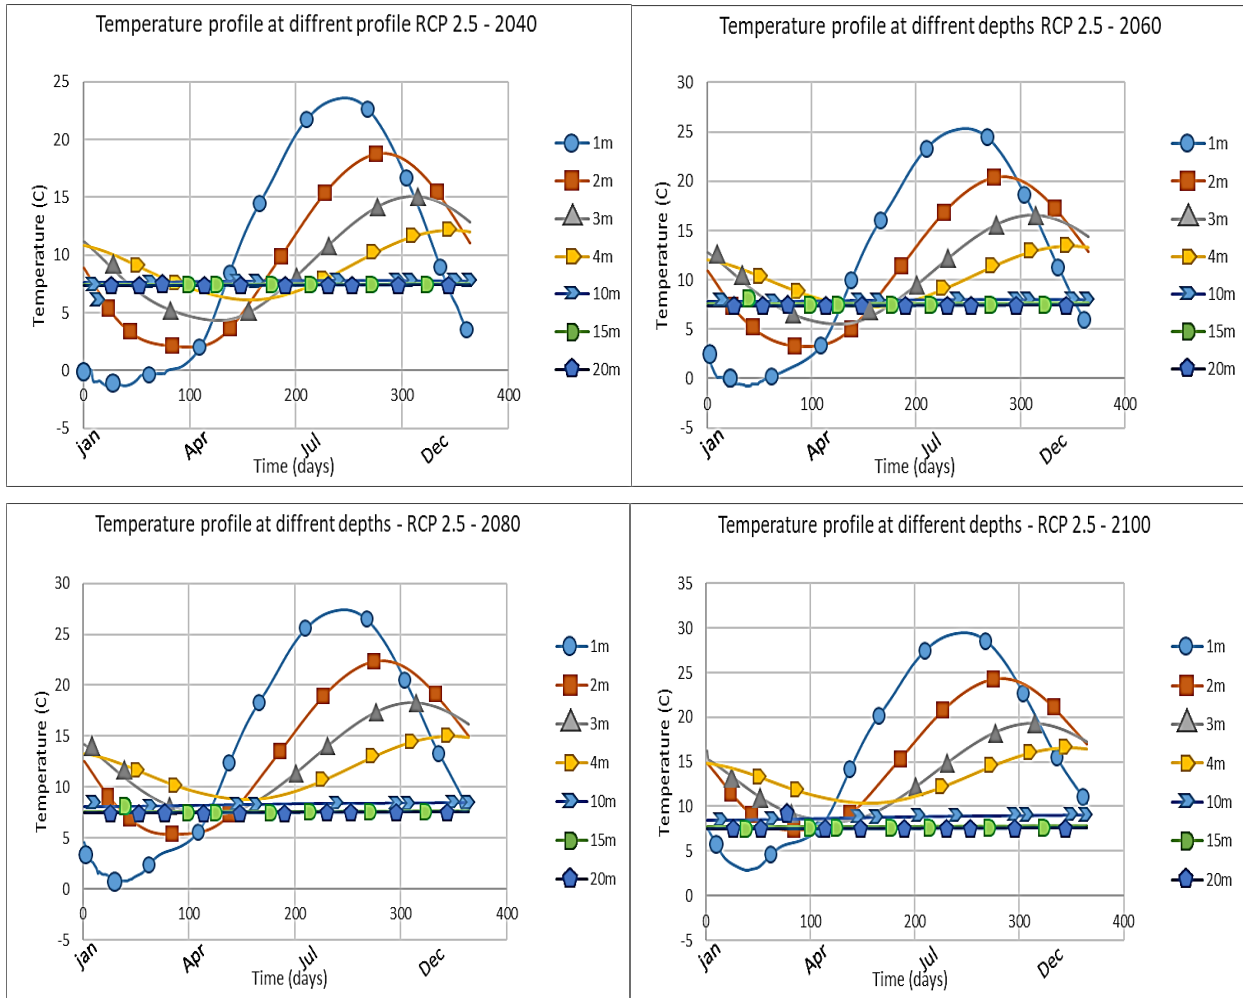 Temperature profile at diffrent profile RCP 2.5 - 2040
25
20
15
10
5
0
-5
0
100
200
300
400
Temperature (C)
jan
Apr
Jul
Dec
Time (days)
1m
2m
3m
4m
10m
15m
20m
Temperature profile at diffrent depths RCP 2.5 - 2060
30
25
20
15
10
5
0
-5
0
100
200
300
400
Temperature (C)
jan
Apr
Jul
Dec
Time (days)
1m
2m
3m
4m
10m
15m
20m
Temperature profile at diffrent depths - RCP 2.5 - 2080
30
25
20
15
10
5
0
-5
0
100
200
300
400
Temperature (C)
jan
Apr
Jul
Dec
Time (days)
1m
2m
3m
4m
10m
15m
20m
Temperature profile at different depths - RCP 2.5 - 2100
35
30
25
20
15
10
5
0
-5
0
100
200
300
400
Temperature (C)
jan
Apr
Jul
Dec
Time (days)
1m
2m
3m
4m
10m
15m
20m